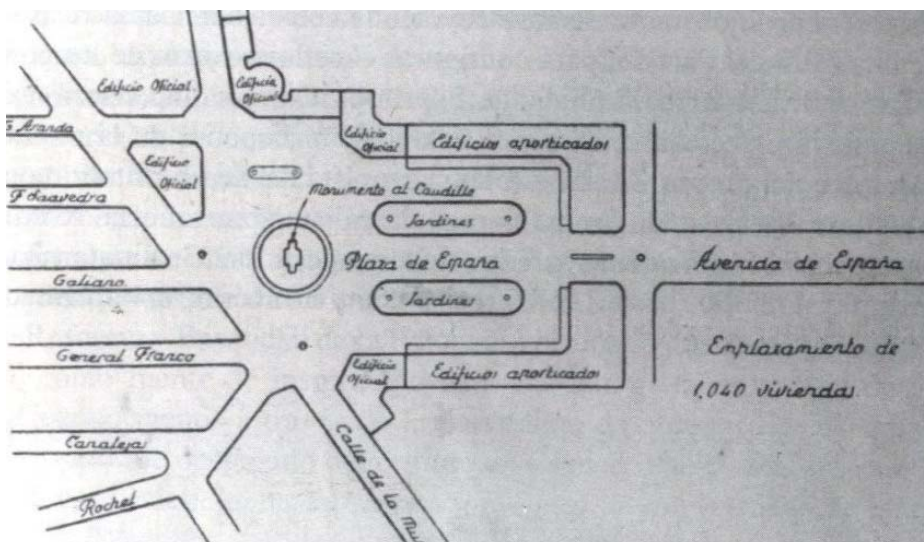 Edificio Oficial.
Edificio
Oficial
Aranda
Edificio
Oficial
Edificios aporticados
Edificio
Oficial
F. Saavedra
Monumento al Caudillo
Jardines
Plaza de España
Avenida de España
Galiano
Jardines
General Franco
Edificio
Oficial
Edificios aporticados
Emplazamiento de
1,040 viviendas.
Canaleja
Calle de la
Rochel